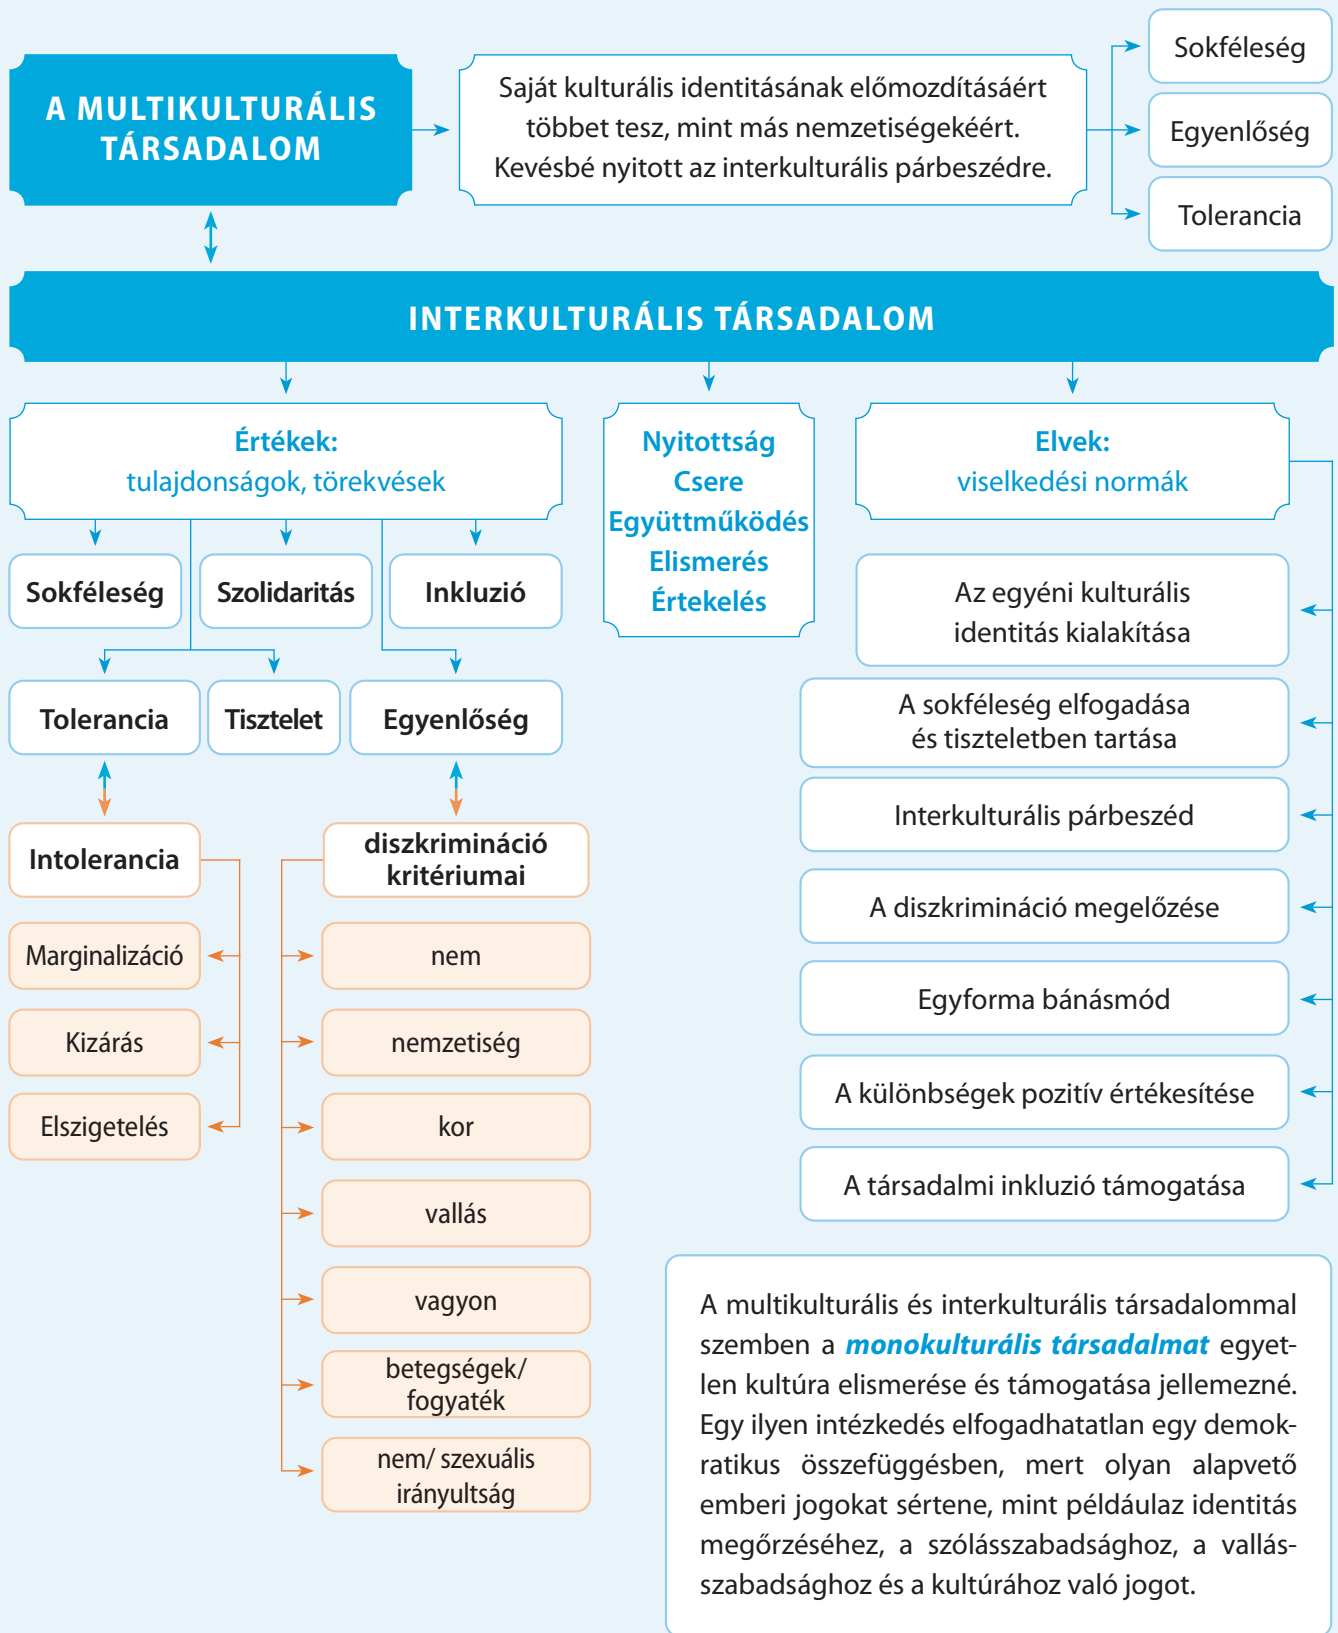 A MULTIKULTURÁLIS
TÁRSADALOM
Saját kulturális identitásának előmozdításáért
többet tesz, mint más nemzetiségekéért.
Kevésbé nyitott az interkulturális párbeszédre.
Sokféleség
Egyenlőség
Tolerancia
INTERKULTURÁLIS TÁRSADALOM
Értékek:
tulajdonságok, törekvések
Sokféleség
Szolidaritás
Inkluzió
Tolerancia
Tisztelet
Egyenlőség
Intolerancia
Marginalizáció
Kizárás
Elszigetelés
diszkrimináció
kritériumai
nem
nemzetiség
kor
vallás
vagyon
betegségek/
fogyaték
nem/ szexuális
irányultság
Nyitottság
Csere
Együttműködés
Elismerés
Értekelés
Elvek:
viselkedési normák
Az egyéni kulturális
identitás kialakítása
A sokféleség elfogadása
és tiszteletben tartása
Interkulturális párbeszéd
A diszkrimináció megelőzése
Egyforma bánásmód
A különbségek pozitív értékesítése
A társadalmi inkluzió támogatása
A multikulturális és interkulturális társadalommal
szemben a monokulturális társadalmat egyet-
len kultúra elismerése és támogatása jellemezné.
Egy ilyen intézkedés elfogadhatatlan egy demok-
ratikus összefüggésben, mert olyan alapvető
emberi jogokat sértene, mint példáulaz identitás
megőrzéséhez, a szólásszabadsághoz, a vallás-
szabadsághoz és a kultúrához való jogot.